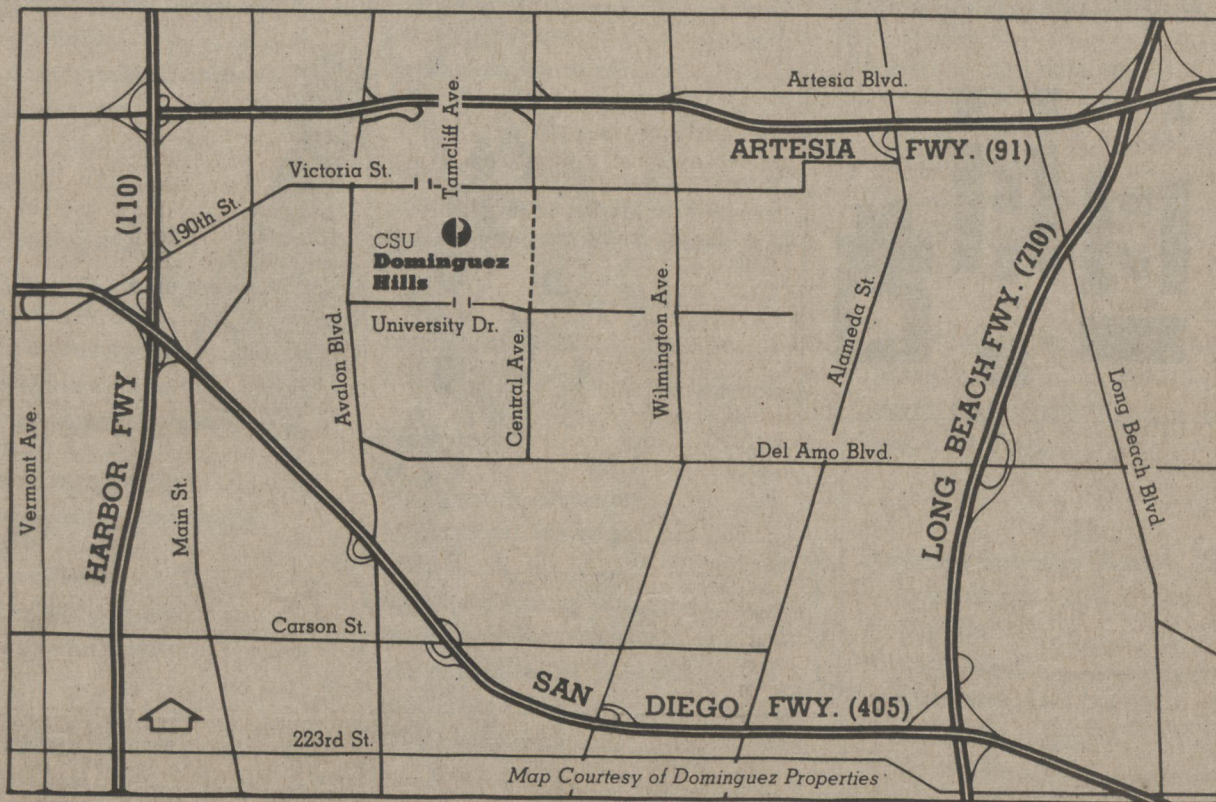 Artesia Blvd.
Tamcliff Ave.
ARTESIA FWY. (91)
Victoria St.
(110)
190th St.
CSU
Dominguez
Hills
University Dr.
Avalon Blvd.
Central Ave.
Wilmington Ave.
Alameda St.
LONG BEACH FWY. (710)
Long Beach Blvd.
Vermont Ave.
HARBOR FWY
Main St.
Del Amo Blvd.
Carson St.
SAN DIEGO FWY. (405)
223rd St.
Map Courtesy of Dominguez Properties